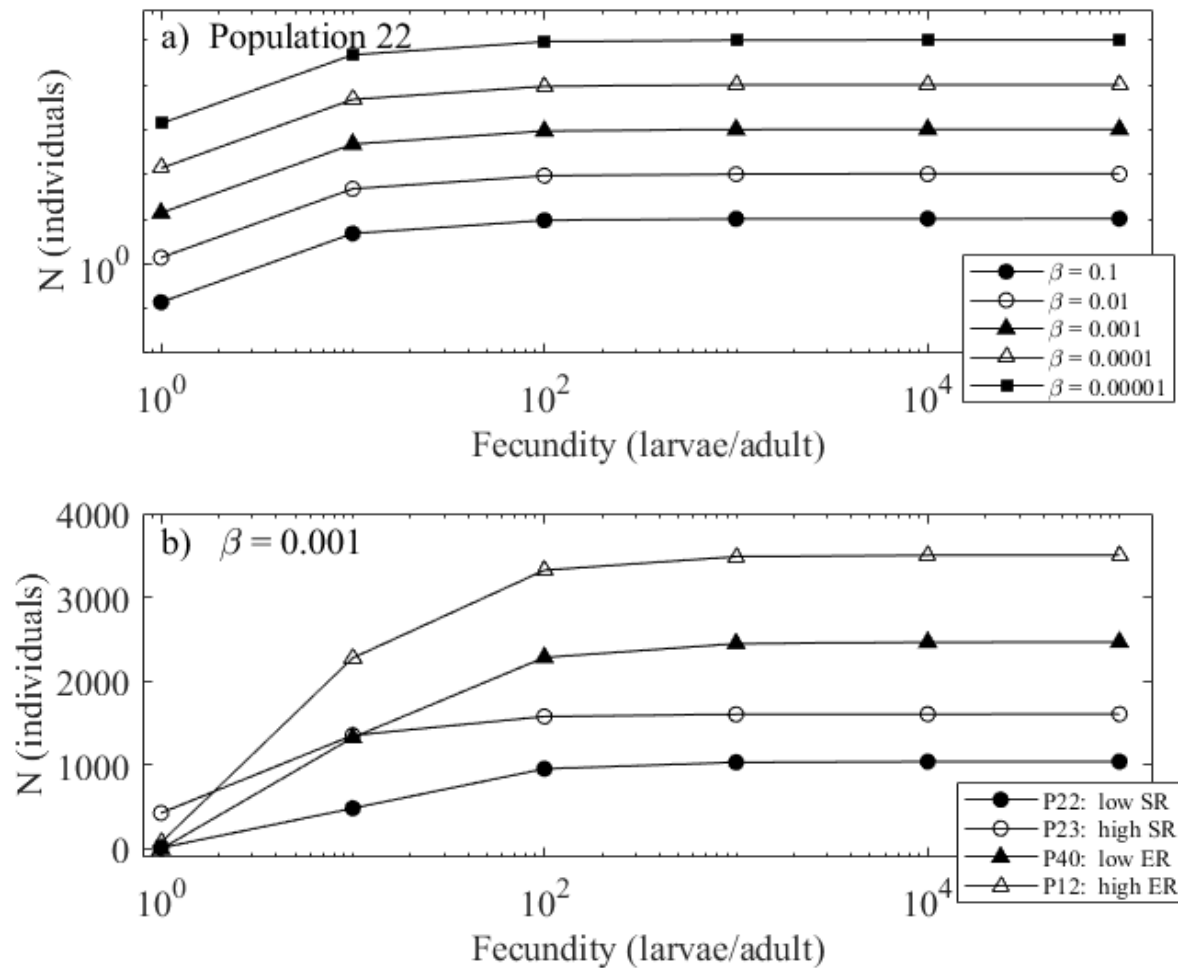 a) Population 22
N (individuals)
10^0
β = 0.1
β = 0.01
β = 0.001
β = 0.0001
β = 0.00001
10^0 10^2 10^4
Fecundity (larvae/adult)
b) β = 0.001
N (individuals)
4000
3000
2000
1000
0
P22: low SR
P23: high SR
P40: low ER
P12: high ER
10^0 10^2 10^4
Fecundity (larvae/adult)